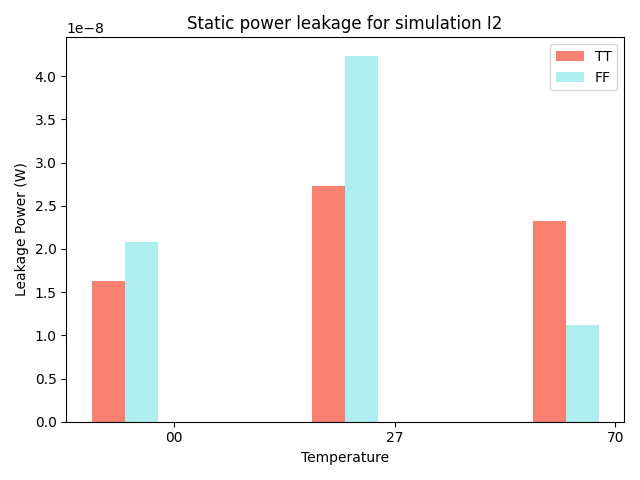 Static power leakage for simulation I2
1e−8
TT
FF
4.0
3.5
3.0
2.5
2.0
1.5
1.0
0.5
0.0
Leakage Power (W)
00 27 70
Temperature